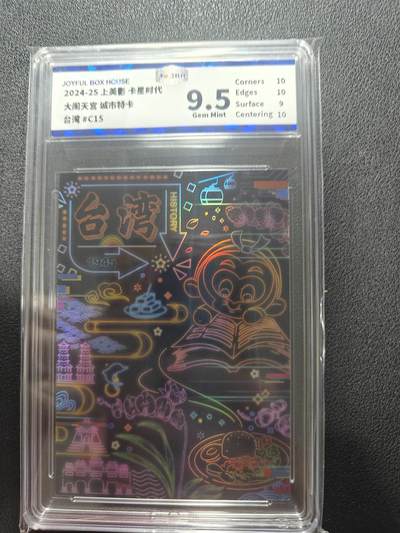 JOYFUL BOX HOUSE
2024-25 上美影 卡星时代
大闹天宫 城市特卡
台湾 #C15
9.5
Gem Mint
Corners 10
Edges 10
Surface 9
Centering 10
台湾
HISTORY
1945